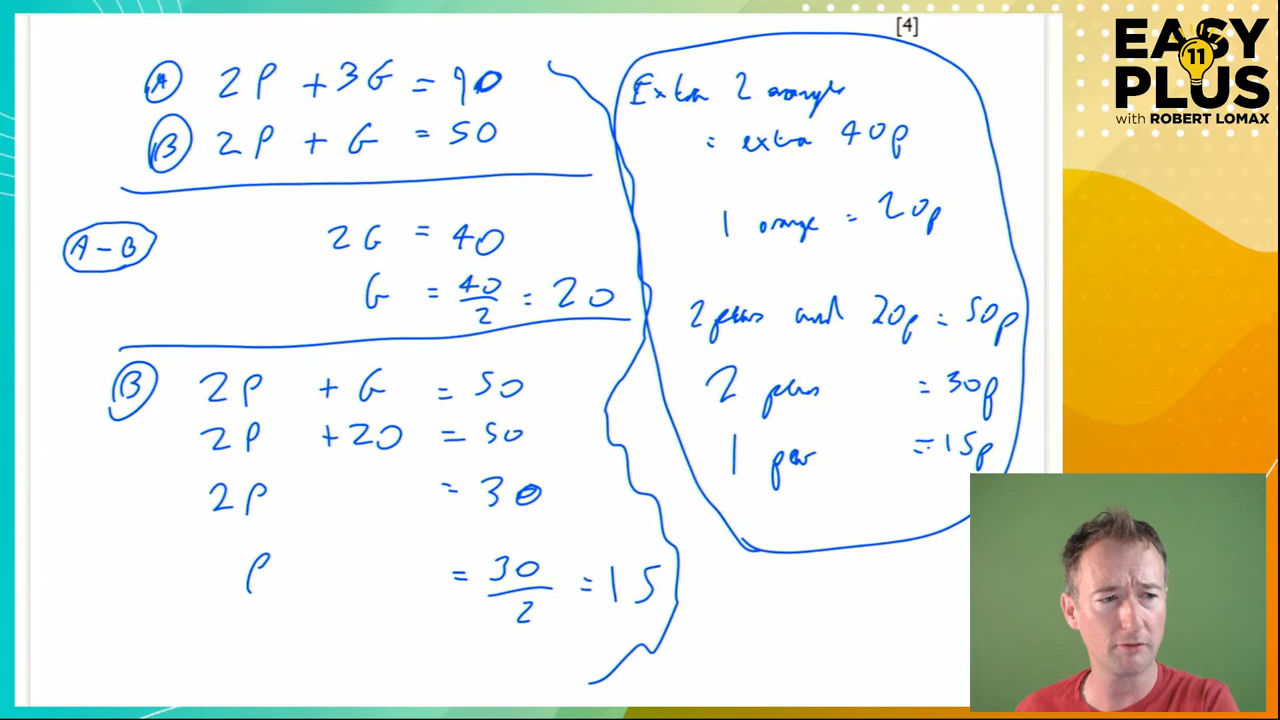 [4]
EASY
11
PLUS
with ROBERT LOMAX
A 2P + 3G = 90
B 2P + G = 50
A - B 2G = 40
G = 40/2 = 20
B 2P + G = 50
2P + 20 = 50
2P = 30
P = 30/2 = 15
Extra 2 orange
= extra 40p
1 orange = 20p
2 pears and 20p = 50p
2 pears = 30p
1 pear = 15p